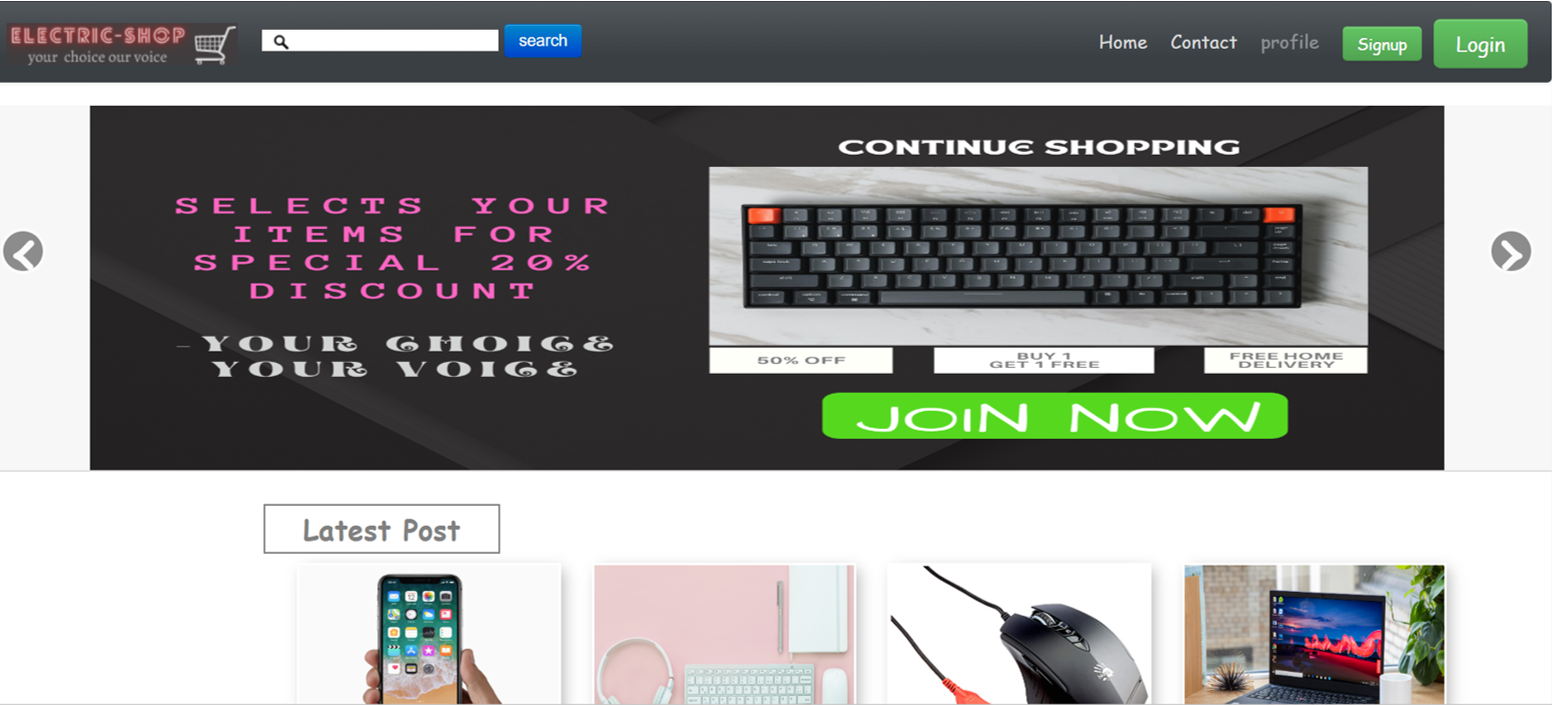 ELECTRIC-SHOP
your choice our voice
search
Home
Contact
profile
Signup
Login
SELECTS YOUR
ITEMS FOR
SPECIAL 20%
DISCOUNT
– YOUR CHOICE
YOUR VOICE
CONTINUE SHOPPING
50% OFF
BUY 1
GET 1 FREE
FREE HOME
DELIVERY
JOIN NOW
Latest Post